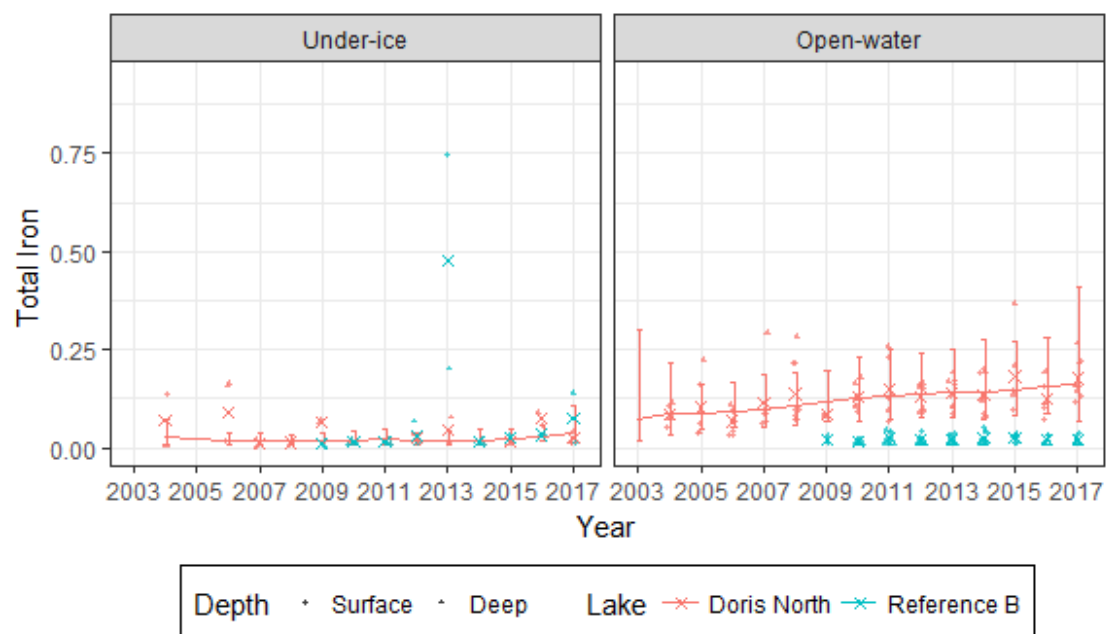 Under-ice Open-water
0.75
0.50
0.25
0.00
Total Iron
2003 2005 2007 2009 2011 2013 2015 2017 2003 2005 2007 2009 2011 2013 2015 2017
Year
Depth Surface Deep Lake Doris North Reference B